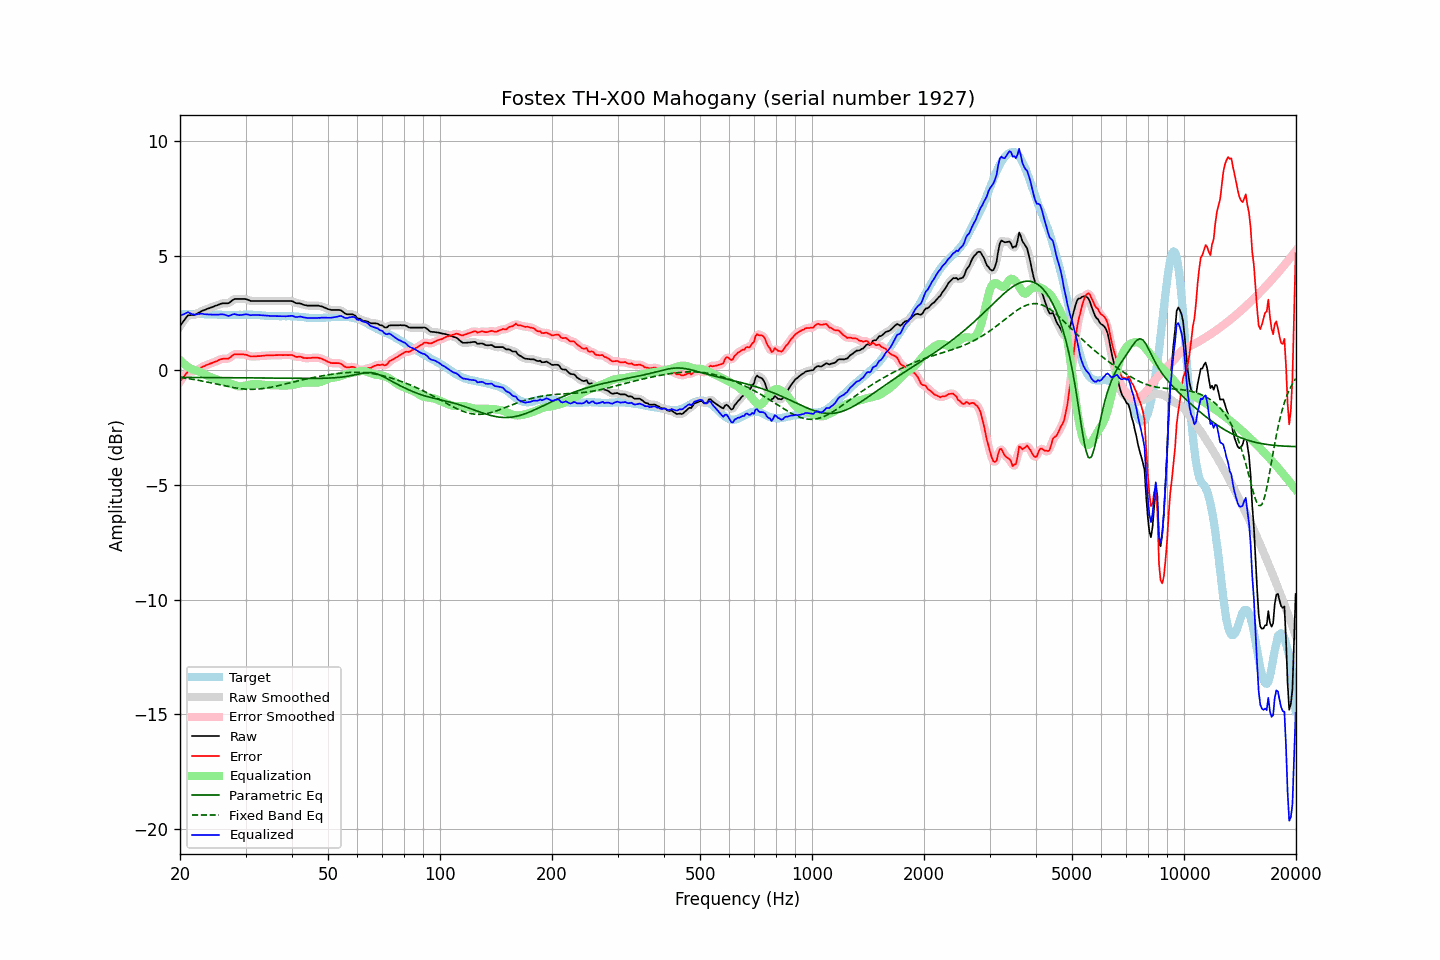 Fostex TH-X00 Mahogany (serial number 1927)
Amplitude (dBr)
10
5
0
−5
−10
−15
−20
Target
Raw Smoothed
Error Smoothed
Raw
Error
Equalization
Parametric Eq
Fixed Band Eq
Equalized
20
50
100
200
500
1000
2000
5000
10000
20000
Frequency (Hz)